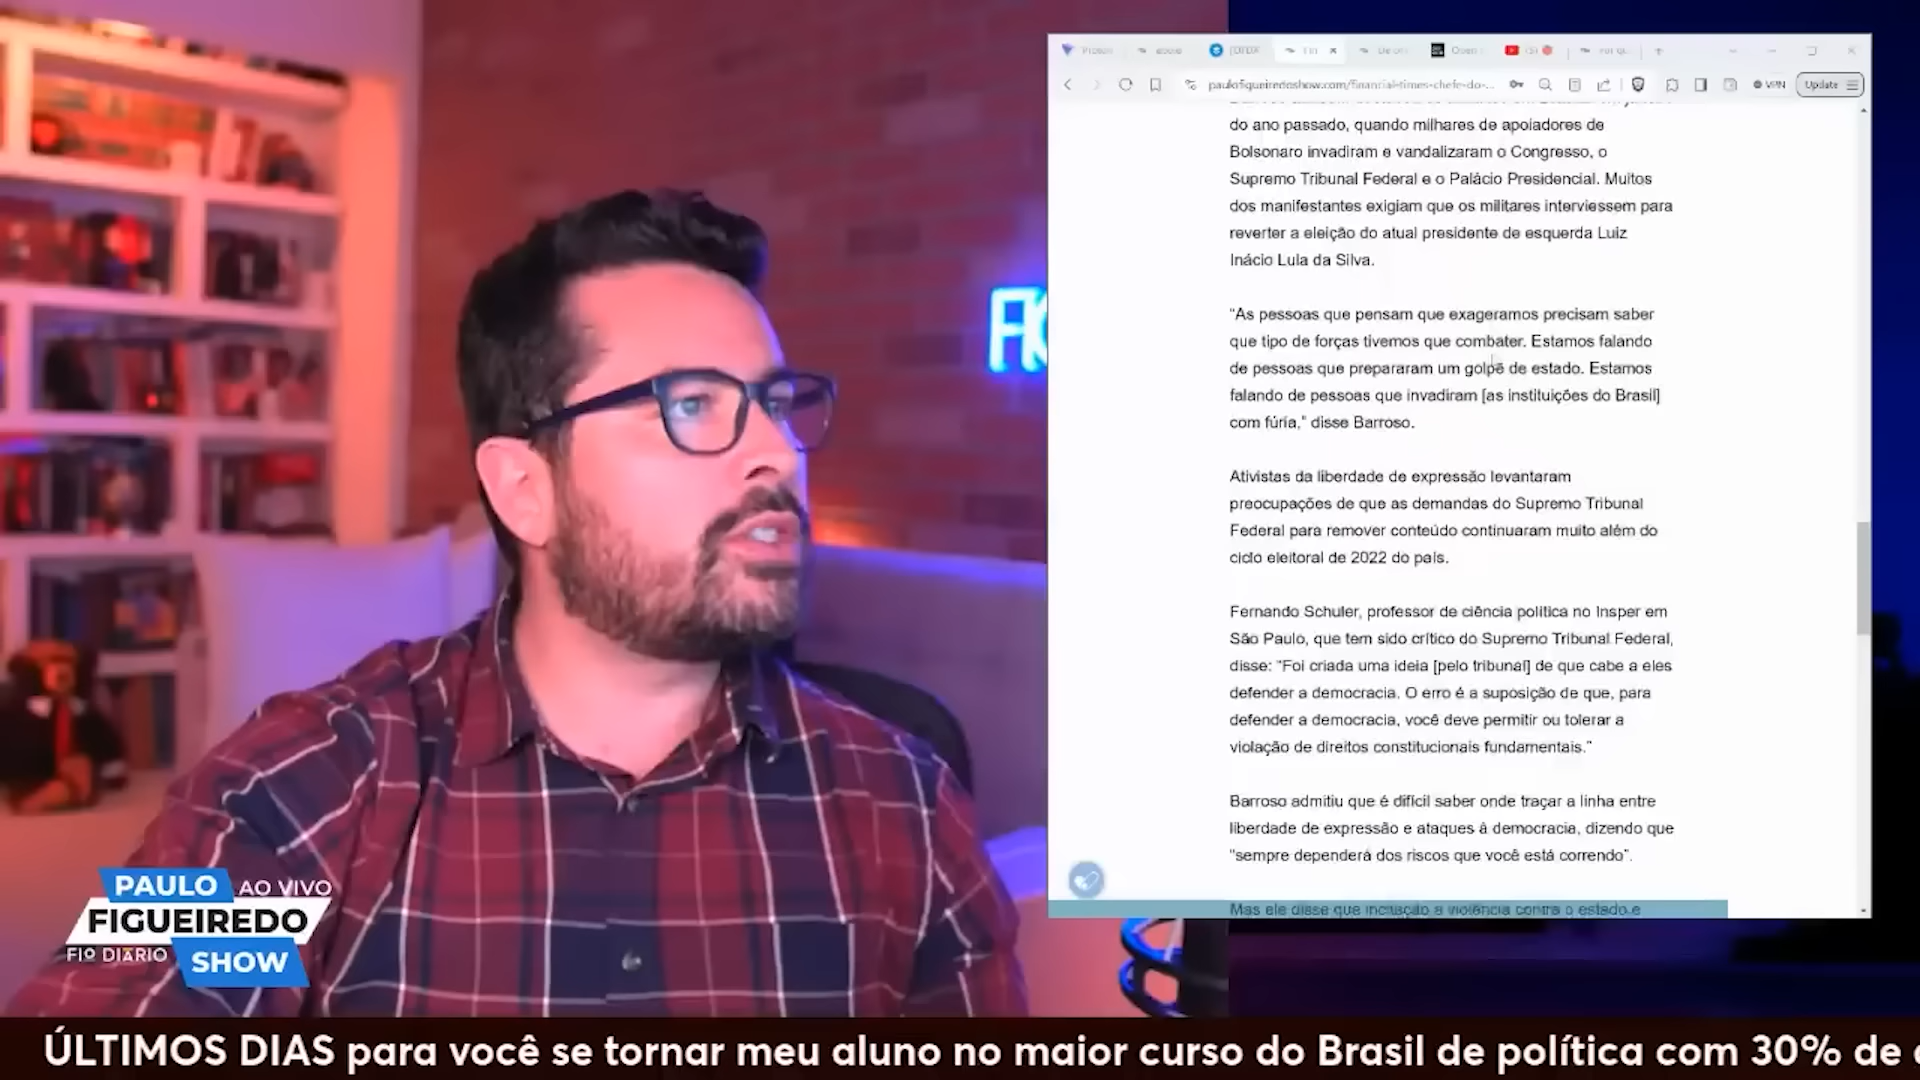 paulofigueiredoshow.com/financial-times-chefe-do-...
VPN
Update
do ano passado, quando milhares de apoiadores de
Bolsonaro invadiram e vandalizaram o Congresso, o
Supremo Tribunal Federal e o Palácio Presidencial. Muitos
dos manifestantes exigiam que os militares interviessem para
reverter a eleição do atual presidente de esquerda Luiz
Inácio Lula da Silva.
“As pessoas que pensam que exageramos precisam saber
que tipo de forças tivemos que combater. Estamos falando
de pessoas que prepararam um golpe de estado. Estamos
falando de pessoas que invadiram [as instituições do Brasil]
com fúria,” disse Barroso.
Ativistas da liberdade de expressão levantaram
preocupações de que as demandas do Supremo Tribunal
Federal para remover conteúdo continuaram muito além do
ciclo eleitoral de 2022 do país.
Fernando Schuler, professor de ciência política no Insper em
São Paulo, que tem sido crítico do Supremo Tribunal Federal,
disse: “Foi criada uma ideia [pelo tribunal] de que cabe a eles
defender a democracia. O erro é a suposição de que, para
defender a democracia, você deve permitir ou tolerar a
violação de direitos constitucionais fundamentais.”
Barroso admitiu que é difícil saber onde traçar a linha entre
liberdade de expressão e ataques à democracia, dizendo que
“sempre dependerá dos riscos que você está correndo”.
Mas ele disse que incitação a violência contra o estado e
PAULO AO VIVO
FIGUEIREDO
FIO DIÁRIO SHOW
ÚLTIMOS DIAS para você se tornar meu aluno no maior curso do Brasil de política com 30% de